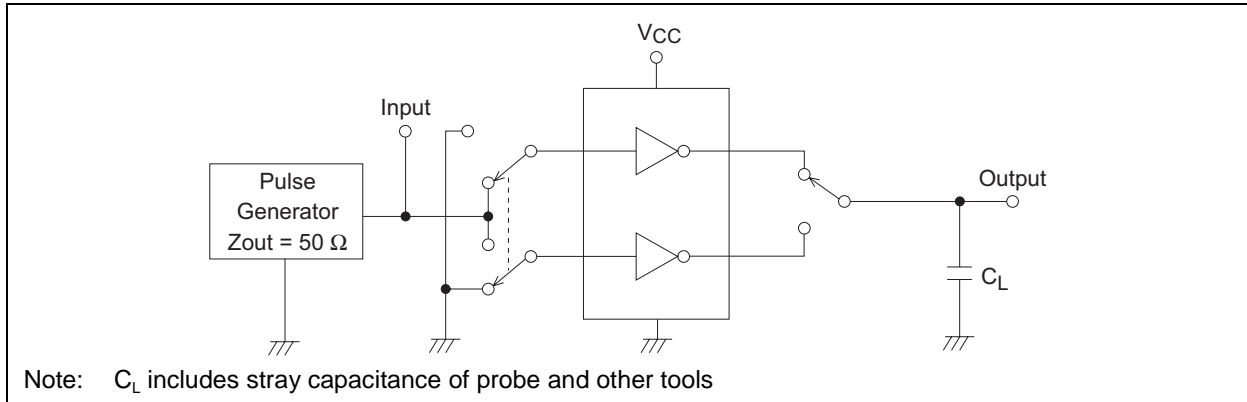 VCC
Input
Pulse
Generator
Zout = 50 Ω
Output
CL
Note: CL includes stray capacitance of probe and other tools